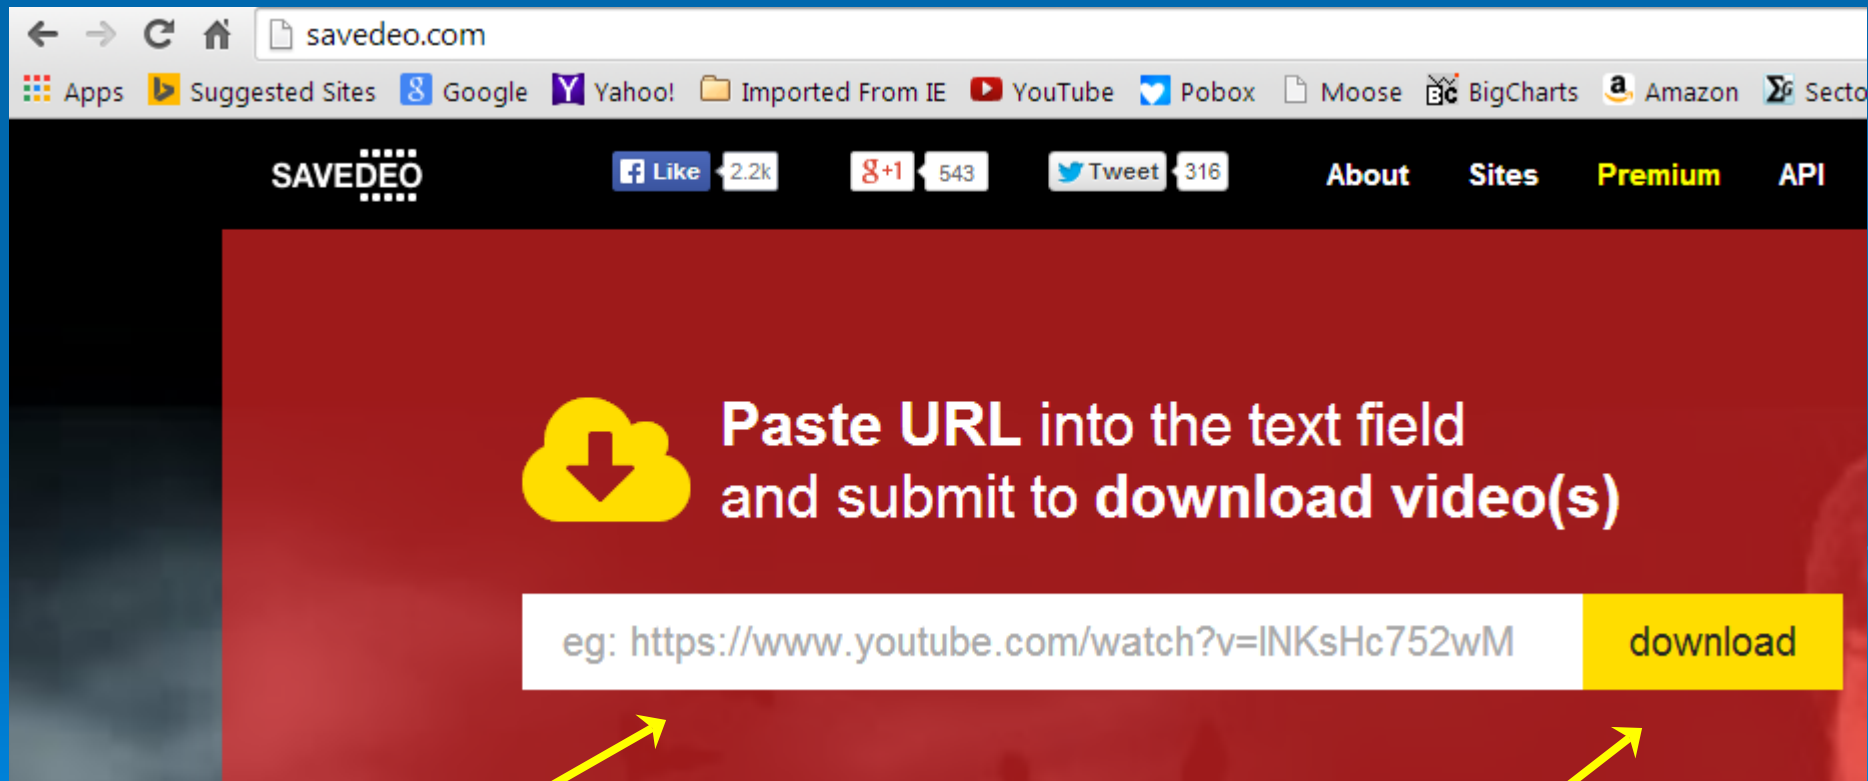 savedeo.com
Apps Suggested Sites Google Yahoo! Imported From IE YouTube Pobox Moose BigCharts Amazon Secto
SAVEDEO Like 2.2k g+1 543 Tweet 316 About Sites Premium API
Paste URL into the text field
and submit to download video(s)
eg: https://www.youtube.com/watch?v=lNKsHc752wM download